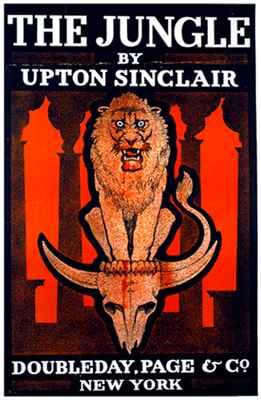 THE JUNGLE
BY
UPTON SINCLAIR
DOUBLEDAY, PAGE & Co.
NEW YORK